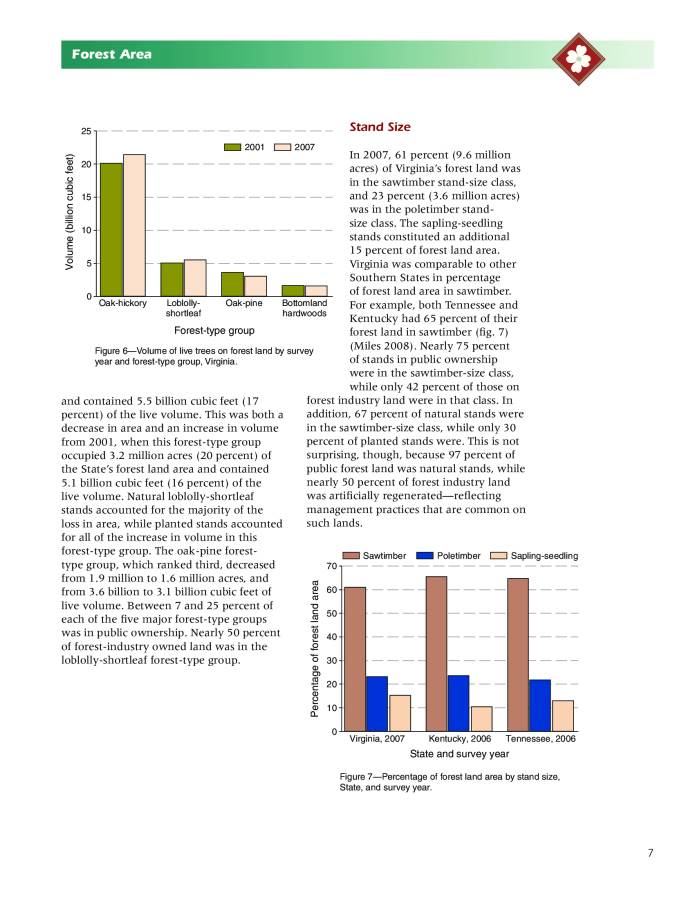 Forest Area
25
20
15
10
5
0
Volume (billion cubic feet)
2001 2007
Oak-hickory Loblolly- Oak-pine Bottomland
shortleaf hardwoods
Forest-type group
Figure 6—Volume of live trees on forest land by survey
year and forest-type group, Virginia.
and contained 5.5 billion cubic feet (17
percent) of the live volume. This was both a
decrease in area and an increase in volume
from 2001, when this forest-type group
occupied 3.2 million acres (20 percent) of
the State’s forest land area and contained
5.1 billion cubic feet (16 percent) of the
live volume. Natural loblolly-shortleaf
stands accounted for the majority of the
loss in area, while planted stands accounted
for all of the increase in volume in this
forest-type group. The oak-pine forest-
type group, which ranked third, decreased
from 1.9 million to 1.6 million acres, and
from 3.6 billion to 3.1 billion cubic feet of
live volume. Between 7 and 25 percent of
each of the five major forest-type groups
was in public ownership. Nearly 50 percent
of forest-industry owned land was in the
loblolly-shortleaf forest-type group.
Stand Size
In 2007, 61 percent (9.6 million
acres) of Virginia’s forest land was
in the sawtimber stand-size class,
and 23 percent (3.6 million acres)
was in the poletimber stand-
size class. The sapling-seedling
stands constituted an additional
15 percent of forest land area.
Virginia was comparable to other
Southern States in percentage
of forest land area in sawtimber.
For example, both Tennessee and
Kentucky had 65 percent of their
forest land in sawtimber (fig. 7)
(Miles 2008). Nearly 75 percent
of stands in public ownership
were in the sawtimber-size class,
while only 42 percent of those on
forest industry land were in that class. In
addition, 67 percent of natural stands were
in the sawtimber-size class, while only 30
percent of planted stands were. This is not
surprising, though, because 97 percent of
public forest land was natural stands, while
nearly 50 percent of forest industry land
was artificially regenerated—reflecting
management practices that are common on
such lands.
Sawtimber Poletimber Sapling-seedling
70
60
50
40
30
20
10
0
Percentage of forest land area
Virginia, 2007 Kentucky, 2006 Tennessee, 2006
State and survey year
Figure 7—Percentage of forest land area by stand size,
State, and survey year.
7